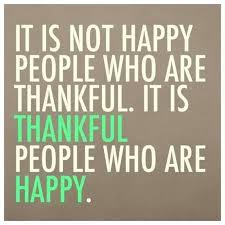 IT IS NOT HAPPY
PEOPLE WHO ARE
THANKFUL. IT IS
THANKFUL
PEOPLE WHO ARE
HAPPY.